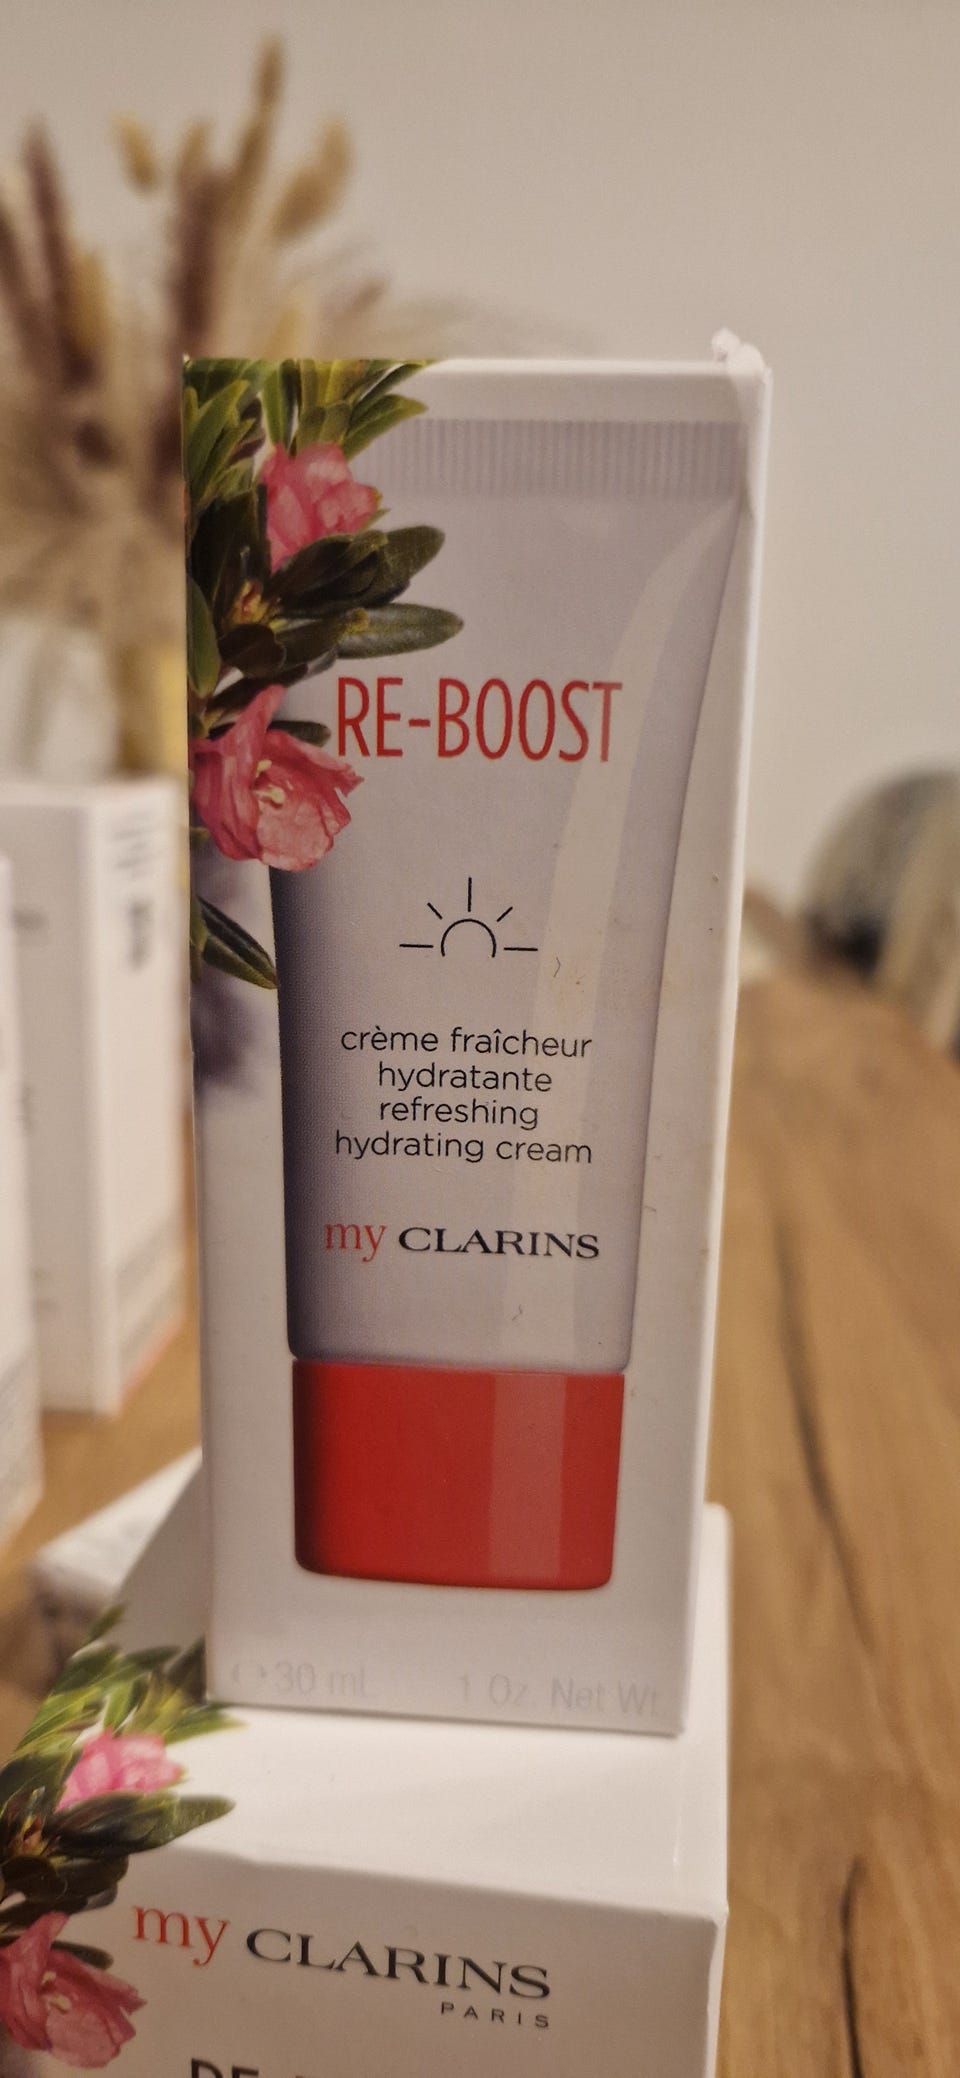 RE-BOOST
crème fraîcheur
hydratante
refreshing
hydrating cream
my CLARINS
30 ml 1 Oz. Net Wt.
my CLARINS
PARIS